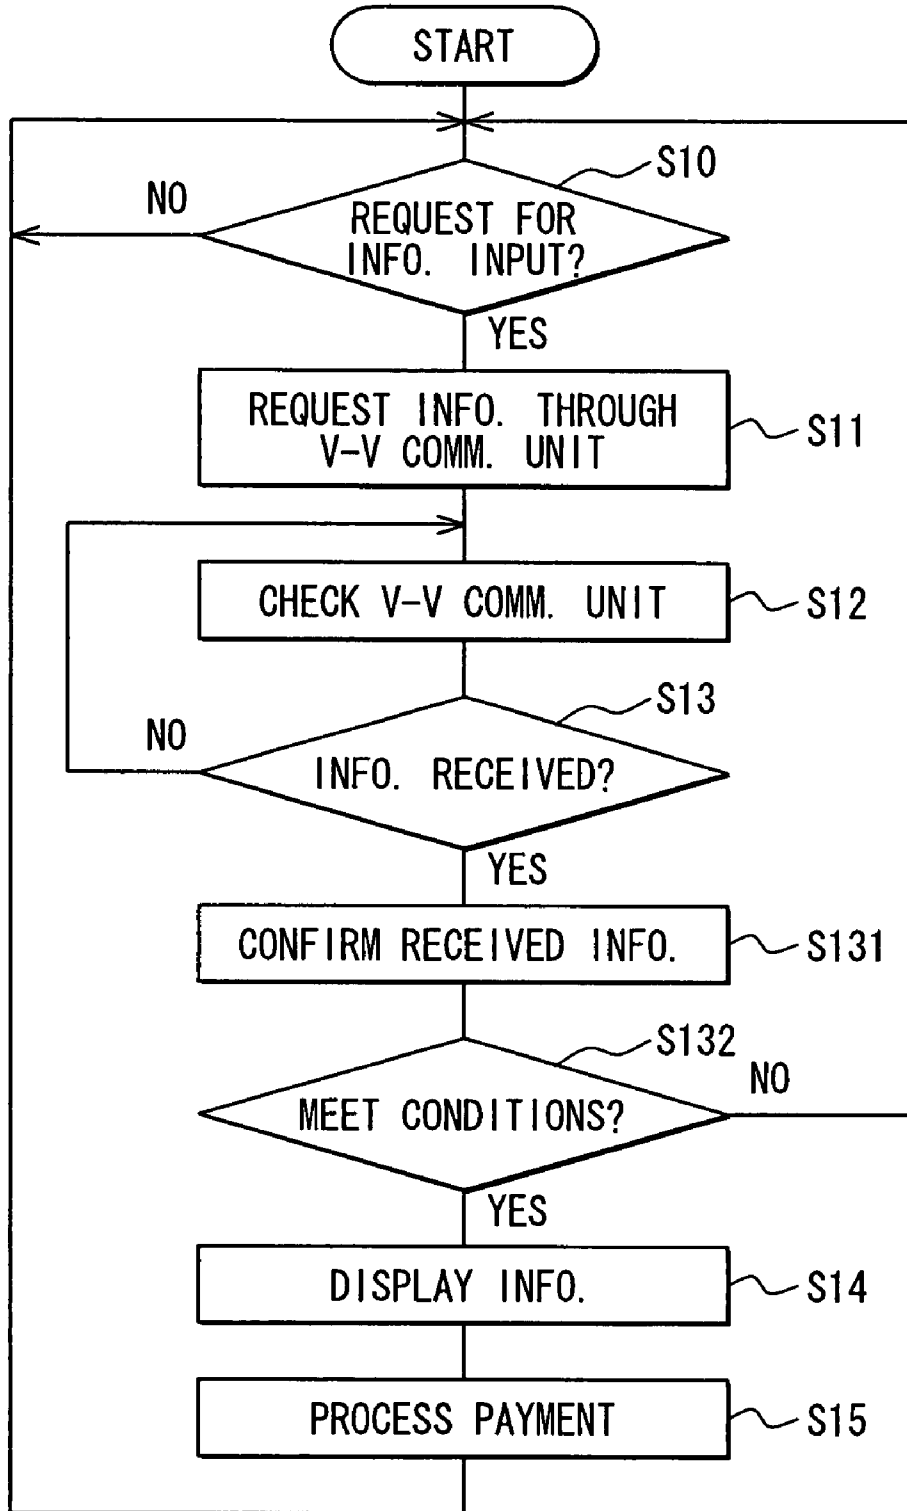 START
S10
NO
REQUEST FOR
INFO. INPUT?
YES
REQUEST INFO. THROUGH
V-V COMM. UNIT
S11
CHECK V-V COMM. UNIT
S12
S13
NO
INFO. RECEIVED?
YES
CONFIRM RECEIVED INFO.
S131
S132
NO
MEET CONDITIONS?
YES
DISPLAY INFO.
S14
PROCESS PAYMENT
S15